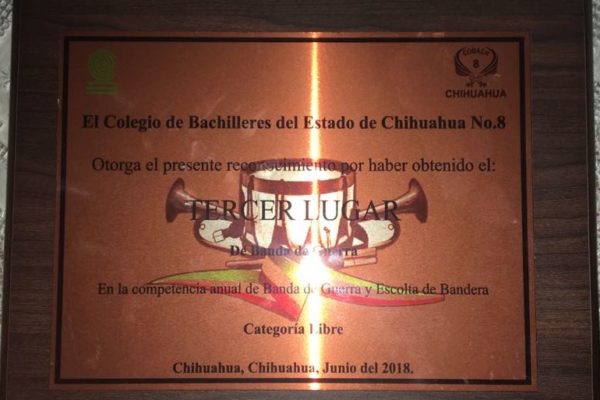 COBACH
8
CHIHUAHUA
El Colegio de Bachilleres del Estado de Chihuahua No.8
Otorga el presente reconocimiento por haber obtenido el:
TERCER LUGAR
De Banda de Guerra
En la competencia anual de Banda de Guerra y Escolta de Bandera
Categoría Libre
Chihuahua, Chihuahua, Junio del 2018.